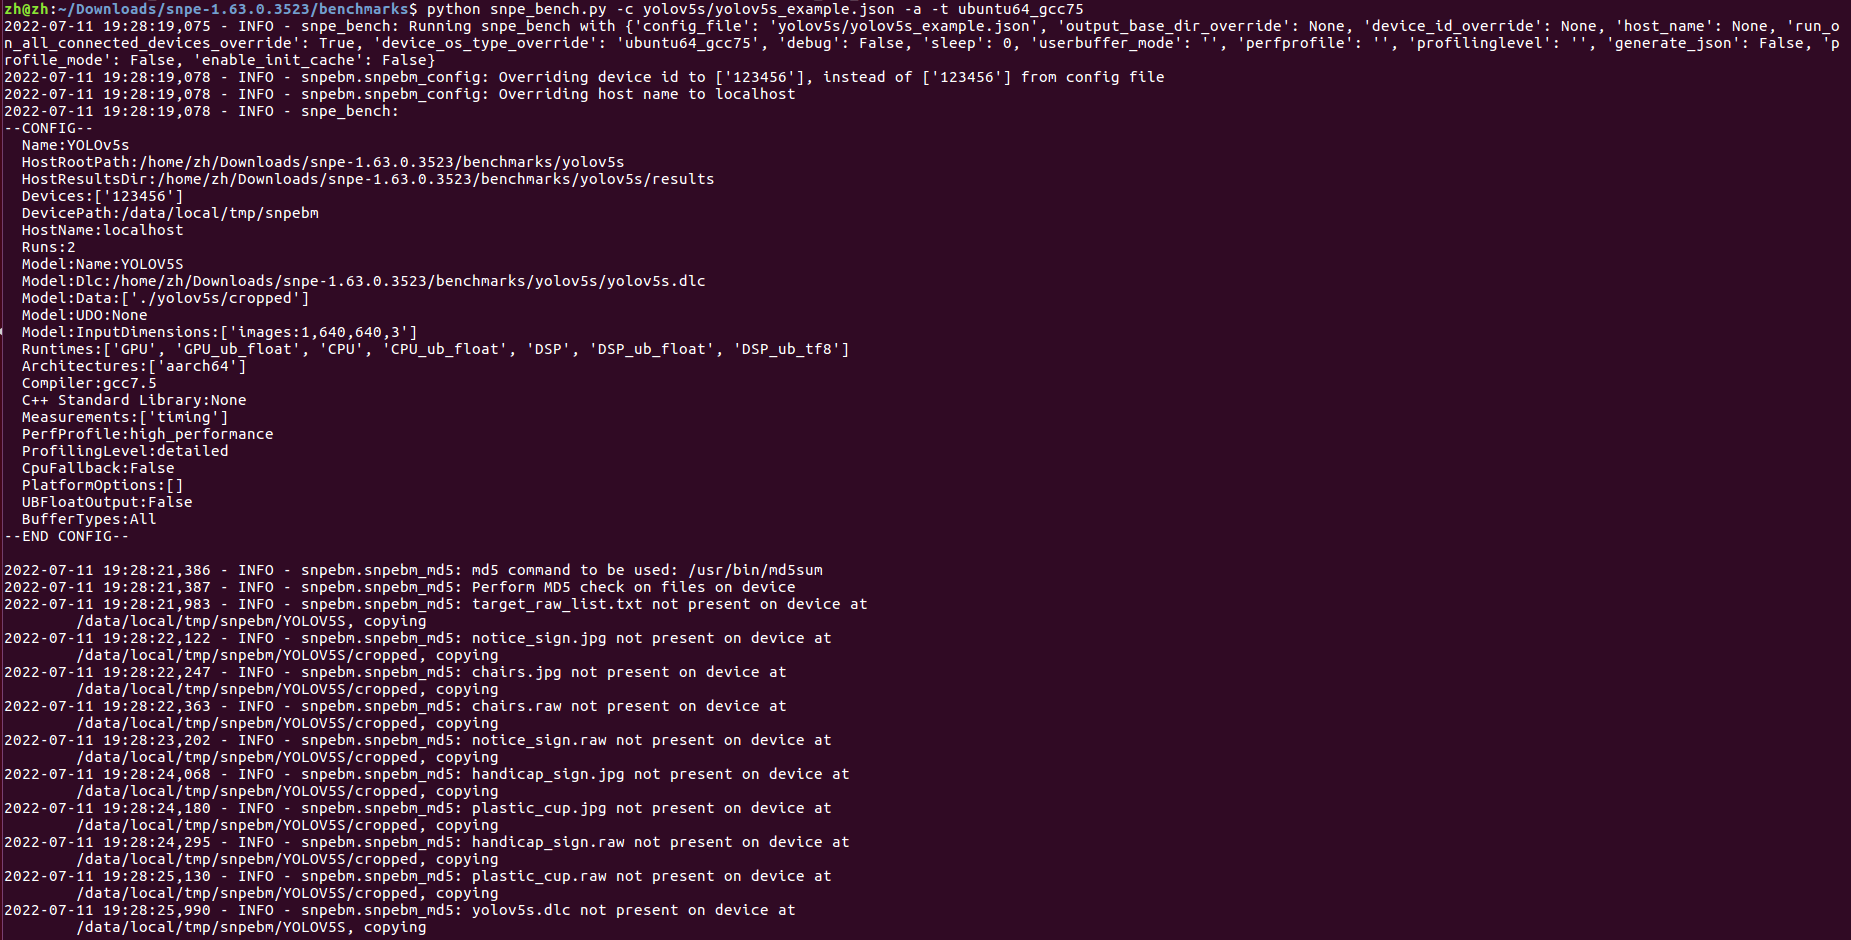 zh@zh:~/Downloads/snpe-1.63.0.3523/benchmarks$ python snpe_bench.py -c yolov5s/yolov5s_example.json -a -t ubuntu64_gcc75
2022-07-11 19:28:19,075 - INFO - snpe_bench: Running snpe_bench with {'config_file': 'yolov5s/yolov5s_example.json', 'output_base_dir_override': None, 'device_id_override': None, 'host_name': None, 'run_o
n_all_connected_devices_override': True, 'device_os_type_override': 'ubuntu64_gcc75', 'debug': False, 'sleep': 0, 'userbuffer_mode': '', 'perfprofile': '', 'profilinglevel': '', 'generate_json': False, 'p
rofile_mode': False, 'enable_init_cache': False}
2022-07-11 19:28:19,078 - INFO - snpebm.snpebm_config: Overriding device id to ['123456'], instead of ['123456'] from config file
2022-07-11 19:28:19,078 - INFO - snpebm.snpebm_config: Overriding host name to localhost
2022-07-11 19:28:19,078 - INFO - snpe_bench:
--CONFIG--
  Name:YOLOv5s
  HostRootPath:/home/zh/Downloads/snpe-1.63.0.3523/benchmarks/yolov5s
  HostResultsDir:/home/zh/Downloads/snpe-1.63.0.3523/benchmarks/yolov5s/results
  Devices:['123456']
  DevicePath:/data/local/tmp/snpebm
  HostName:localhost
  Runs:2
  Model:Name:YOLOV5S
  Model:Dlc:/home/zh/Downloads/snpe-1.63.0.3523/benchmarks/yolov5s/yolov5s.dlc
  Model:Data:['./yolov5s/cropped']
  Model:UDO:None
  Model:InputDimensions:['images:1,640,640,3']
  Runtimes:['GPU', 'GPU_ub_float', 'CPU', 'CPU_ub_float', 'DSP', 'DSP_ub_float', 'DSP_ub_tf8']
  Architectures:['aarch64']
  Compiler:gcc7.5
  C++ Standard Library:None
  Measurements:['timing']
  PerfProfile:high_performance
  ProfilingLevel:detailed
  CpuFallback:False
  PlatformOptions:[]
  UBFloatOutput:False
  BufferTypes:All
--END CONFIG--

2022-07-11 19:28:21,386 - INFO - snpebm.snpebm_md5: md5 command to be used: /usr/bin/md5sum
2022-07-11 19:28:21,387 - INFO - snpebm.snpebm_md5: Perform MD5 check on files on device
2022-07-11 19:28:21,983 - INFO - snpebm.snpebm_md5: target_raw_list.txt not present on device at
        /data/local/tmp/snpebm/YOLOV5S, copying
2022-07-11 19:28:22,122 - INFO - snpebm.snpebm_md5: notice_sign.jpg not present on device at
        /data/local/tmp/snpebm/YOLOV5S/cropped, copying
2022-07-11 19:28:22,247 - INFO - snpebm.snpebm_md5: chairs.jpg not present on device at
        /data/local/tmp/snpebm/YOLOV5S/cropped, copying
2022-07-11 19:28:22,363 - INFO - snpebm.snpebm_md5: chairs.raw not present on device at
        /data/local/tmp/snpebm/YOLOV5S/cropped, copying
2022-07-11 19:28:23,202 - INFO - snpebm.snpebm_md5: notice_sign.raw not present on device at
        /data/local/tmp/snpebm/YOLOV5S/cropped, copying
2022-07-11 19:28:24,068 - INFO - snpebm.snpebm_md5: handicap_sign.jpg not present on device at
        /data/local/tmp/snpebm/YOLOV5S/cropped, copying
2022-07-11 19:28:24,180 - INFO - snpebm.snpebm_md5: plastic_cup.jpg not present on device at
        /data/local/tmp/snpebm/YOLOV5S/cropped, copying
2022-07-11 19:28:24,295 - INFO - snpebm.snpebm_md5: handicap_sign.raw not present on device at
        /data/local/tmp/snpebm/YOLOV5S/cropped, copying
2022-07-11 19:28:25,130 - INFO - snpebm.snpebm_md5: plastic_cup.raw not present on device at
        /data/local/tmp/snpebm/YOLOV5S/cropped, copying
2022-07-11 19:28:25,990 - INFO - snpebm.snpebm_md5: yolov5s.dlc not present on device at
        /data/local/tmp/snpebm/YOLOV5S, copying